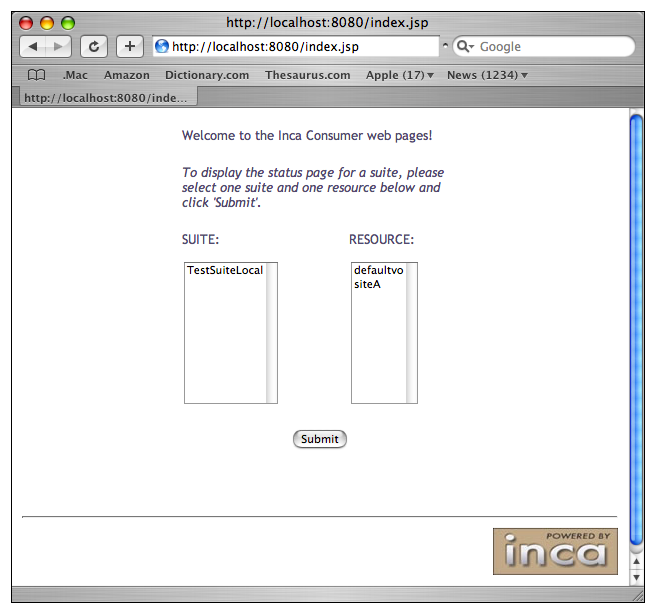 http://localhost:8080/index.jsp
http://localhost:8080/index.jsp
Google
.Mac Amazon Dictionary.com Thesaurus.com Apple (17) News (1234)
http://localhost:8080/inde...
Welcome to the Inca Consumer web pages!
To display the status page for a suite, please
select one suite and one resource below and
click 'Submit'.
SUITE: RESOURCE:
TestSuiteLocal defaultvo
siteA
Submit
POWERED BY
inca